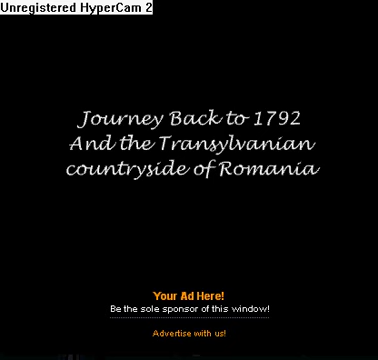 Unregistered HyperCam 2
Journey Back to 1792
And the Transylvanian
countryside of Romania
Your Ad Here!
Be the sole sponsor of this window!
Advertise with us!